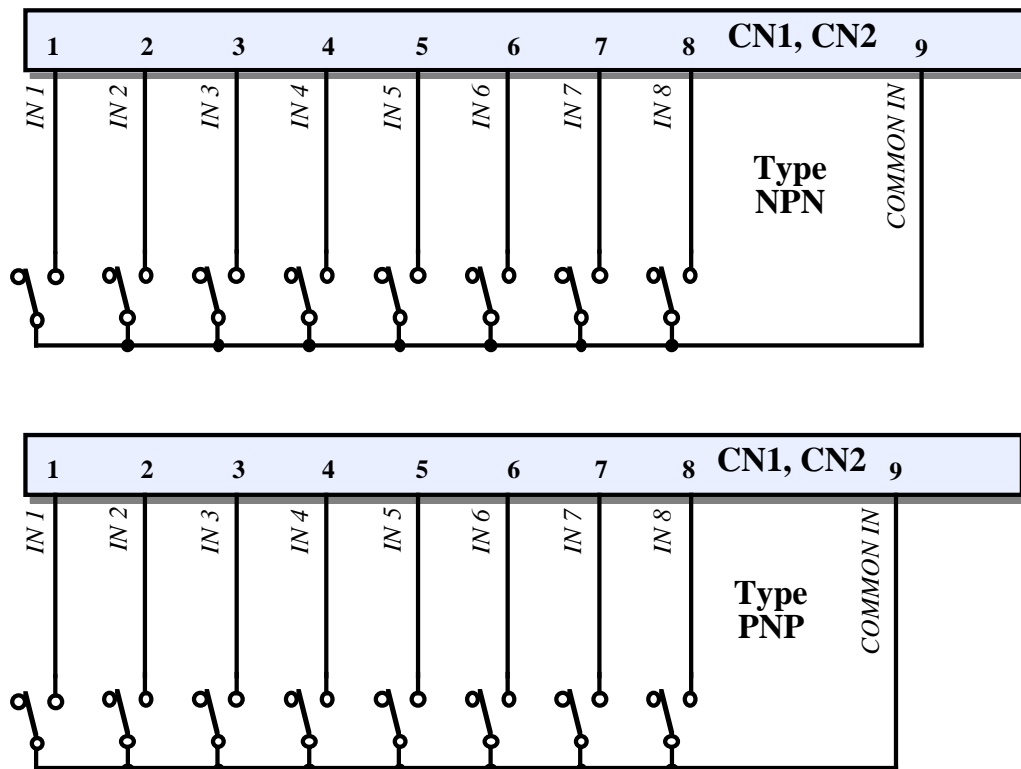 1 2 3 4 5 6 7 8 CN1, CN2 9
IN 1 IN 2 IN 3 IN 4 IN 5 IN 6 IN 7 IN 8 COMMON IN
Type
NPN
1 2 3 4 5 6 7 8 CN1, CN2 9
IN 1 IN 2 IN 3 IN 4 IN 5 IN 6 IN 7 IN 8 COMMON IN
Type
PNP